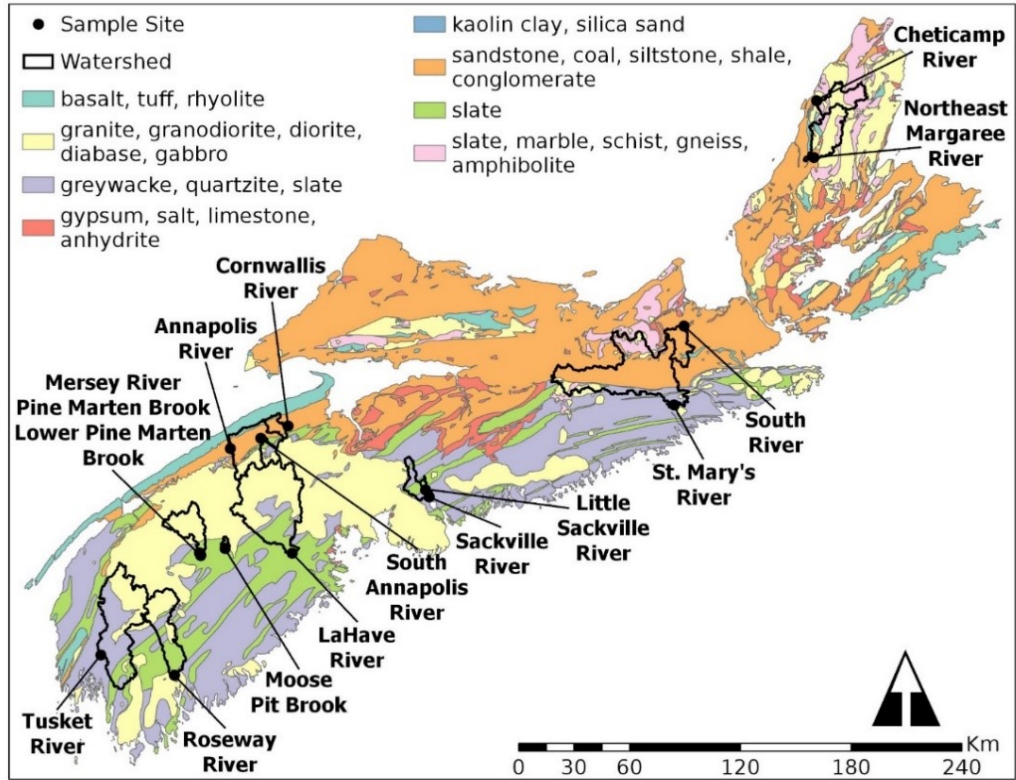 Sample Site
Watershed
basalt, tuff, rhyolite
granite, granodiorite, diorite,
diabase, gabbro
greywacke, quartzite, slate
gypsum, salt, limestone,
anhydrite
kaolin clay, silica sand
sandstone, coal, siltstone, shale,
conglomerate
slate
slate, marble, schist, gneiss,
amphibolite
Cheticamp
River
Northeast
Margaree
River
Cornwallis
River
Annapolis
River
Mersey River
Pine Marten Brook
Lower Pine Marten
Brook
South
River
St. Mary's
River
Little
Sackville
River
Sackville
River
South
Annapolis
River
LaHave
River
Moose
Pit Brook
Tusket
River
Roseway
River
Km
0 30 60 120 180 240